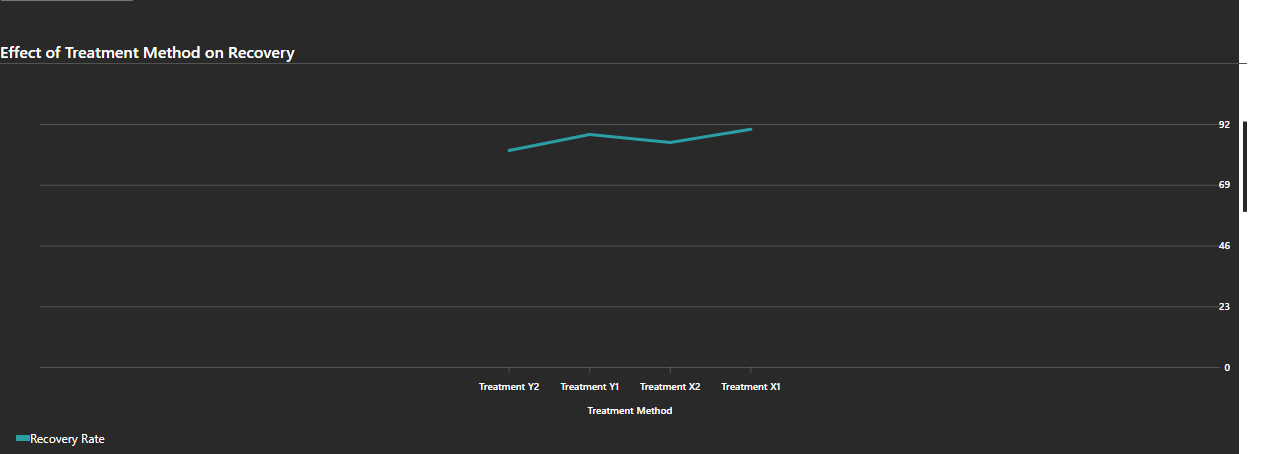 Effect of Treatment Method on Recovery
92
69
46
23
0
Treatment Y2 Treatment Y1 Treatment X2 Treatment X1
Treatment Method
Recovery Rate